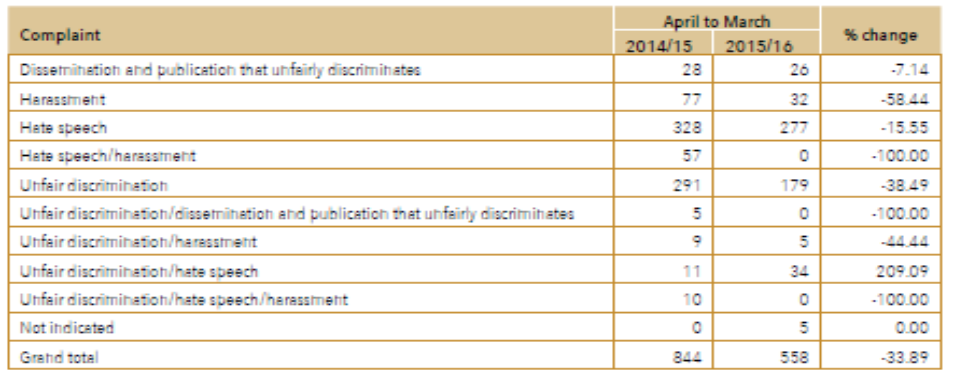 April to March
Complaint % change
2014/15 2015/16
Dissemination and publication that unfairly discriminates 28 26 -7.14
Harassment 77 32 -58.44
Hate speech 328 277 -15.55
Hate speech/harassment 57 0 -100.00
Unfair discrimination 291 179 -38.49
Unfair discrimination/dissemination and publication that unfairly discriminates 5 0 -100.00
Unfair discrimination/harassment 9 5 -44.44
Unfair discrimination/hate speech 11 34 209.09
Unfair discrimination/hate speech/harassment 10 0 -100.00
Not indicated 0 5 0.00
Grand total 844 558 -33.89